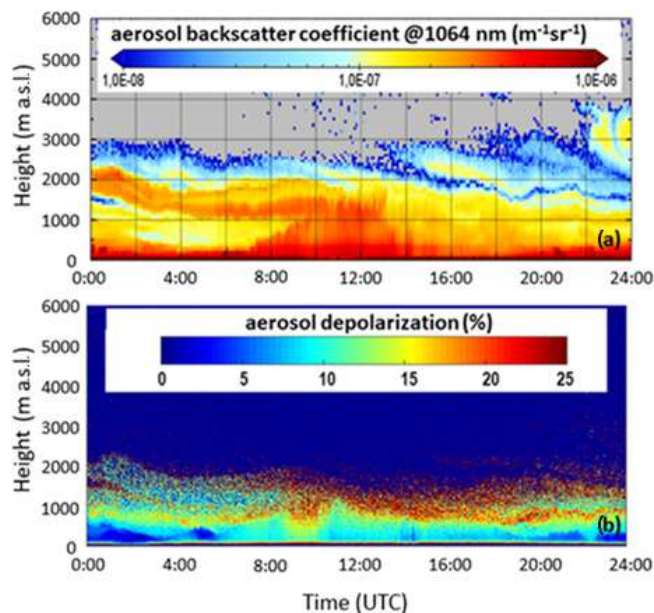 6000
aerosol backscatter coefficient @1064 nm (m⁻¹sr⁻¹)
5000
1,0E-08 1,0E-07 1,0E-06
4000
Height (m a.s.l.)
3000
2000
1000
(a)
0
0:00 4:00 8:00 12:00 16:00 20:00 24:00
6000
aerosol depolarization (%)
5000
0 5 10 15 20 25
4000
Height (m a.s.l.)
3000
2000
1000
(b)
0
0:00 4:00 8:00 12:00 16:00 20:00 24:00
Time (UTC)